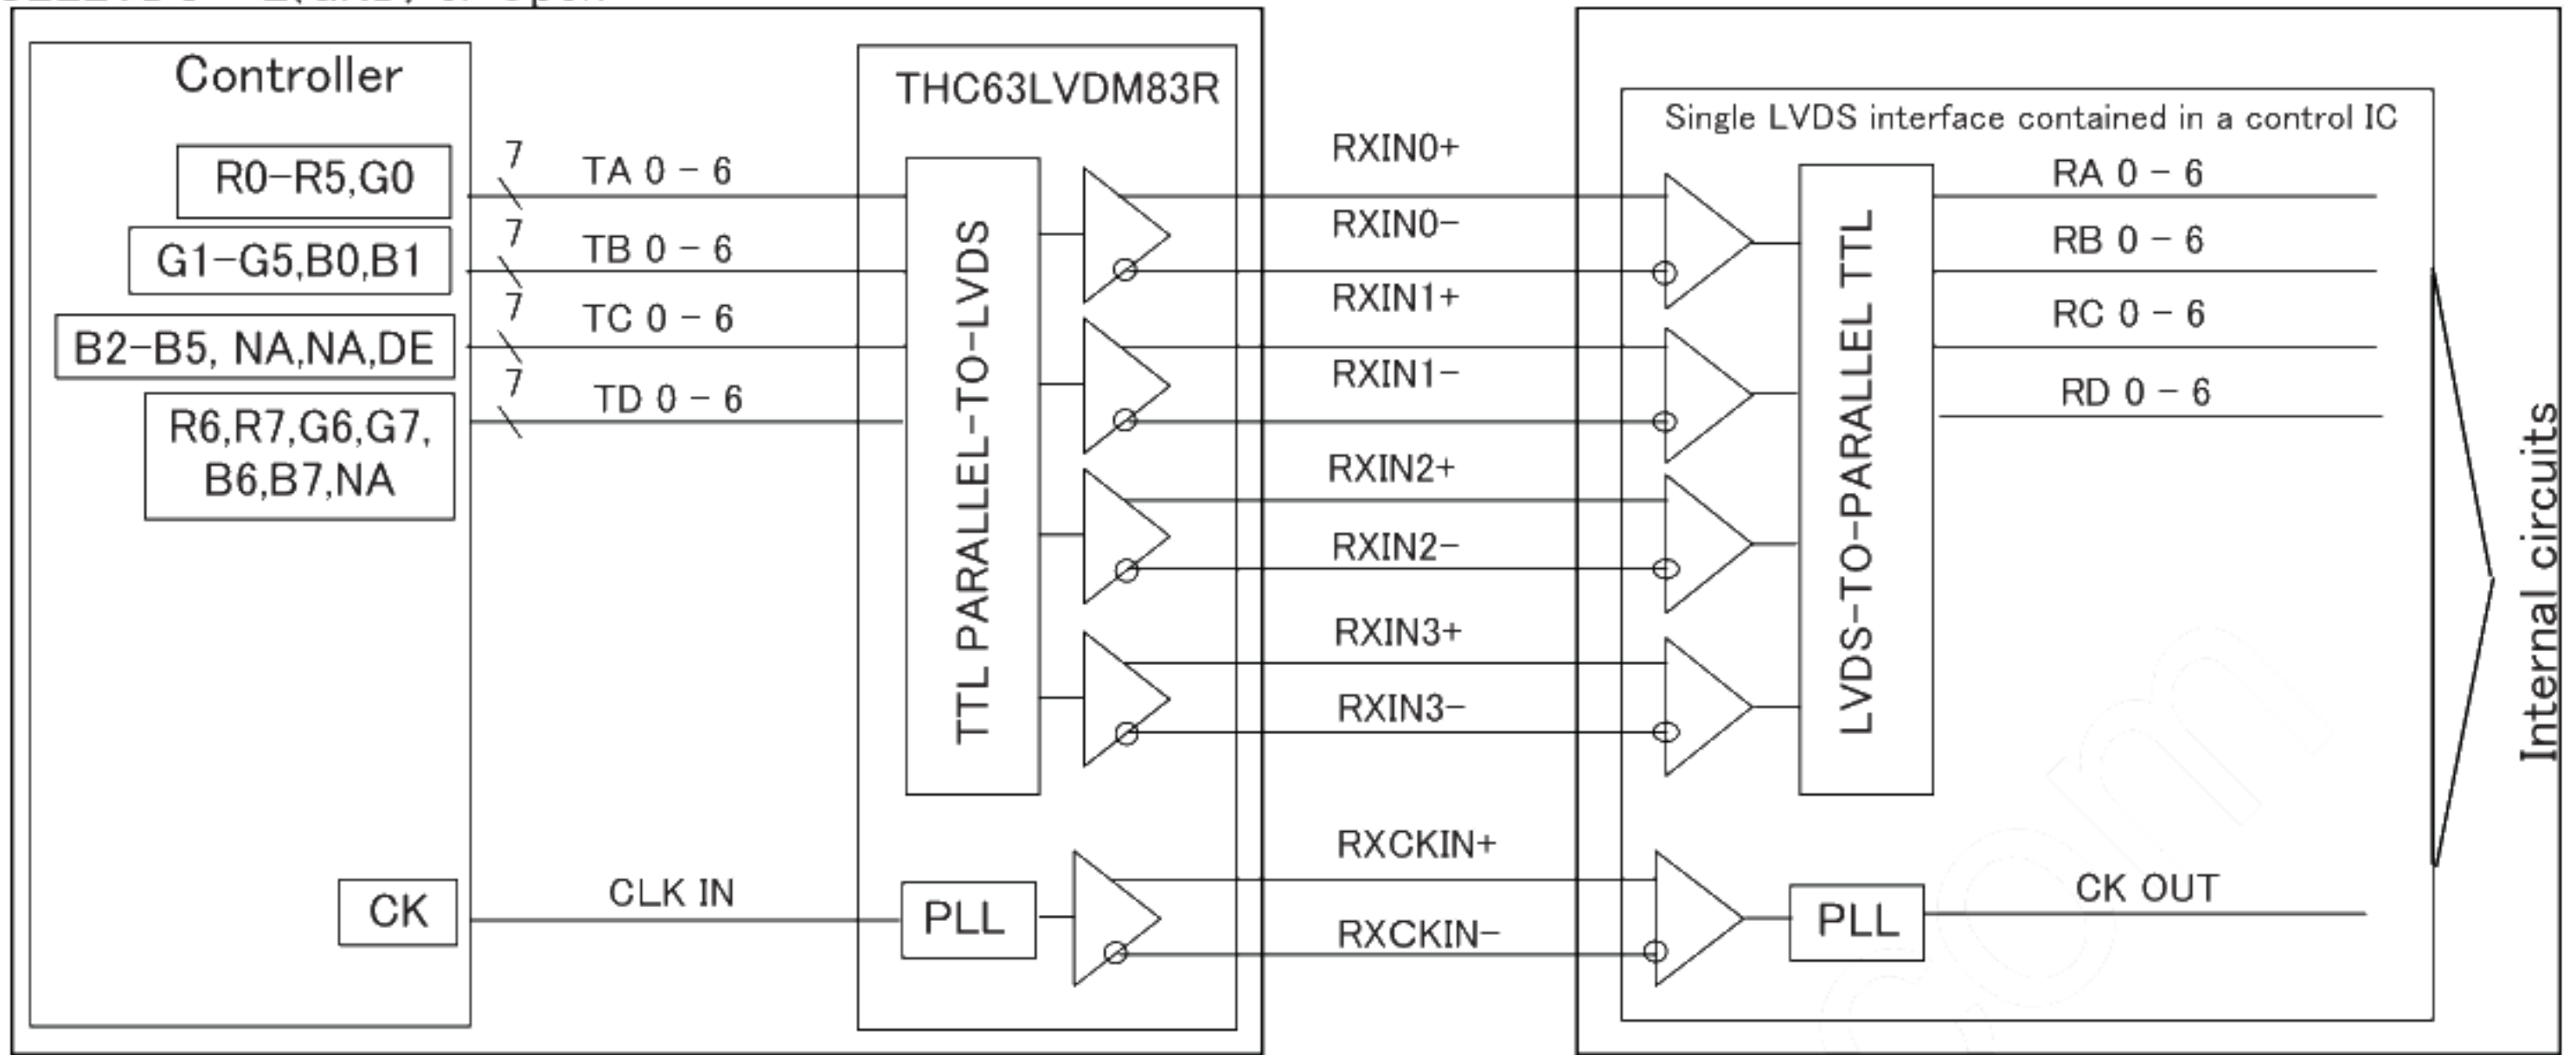 Controller
R0-R5,G0
G1-G5,B0,B1
B2-B5, NA,NA,DE
R6,R7,G6,G7,
B6,B7,NA
CK
7
TA 0 - 6
7
TB 0 - 6
7
TC 0 - 6
7
TD 0 - 6
CLK IN
THC63LVDM83R
TTL PARALLEL-TO-LVDS
PLL
RXIN0+
RXIN0-
RXIN1+
RXIN1-
RXIN2+
RXIN2-
RXIN3+
RXIN3-
RXCKIN+
RXCKIN-
Single LVDS interface contained in a control IC
LVDS-TO-PARALLEL TTL
PLL
RA 0 - 6
RB 0 - 6
RC 0 - 6
RD 0 - 6
CK OUT
Internal circuits